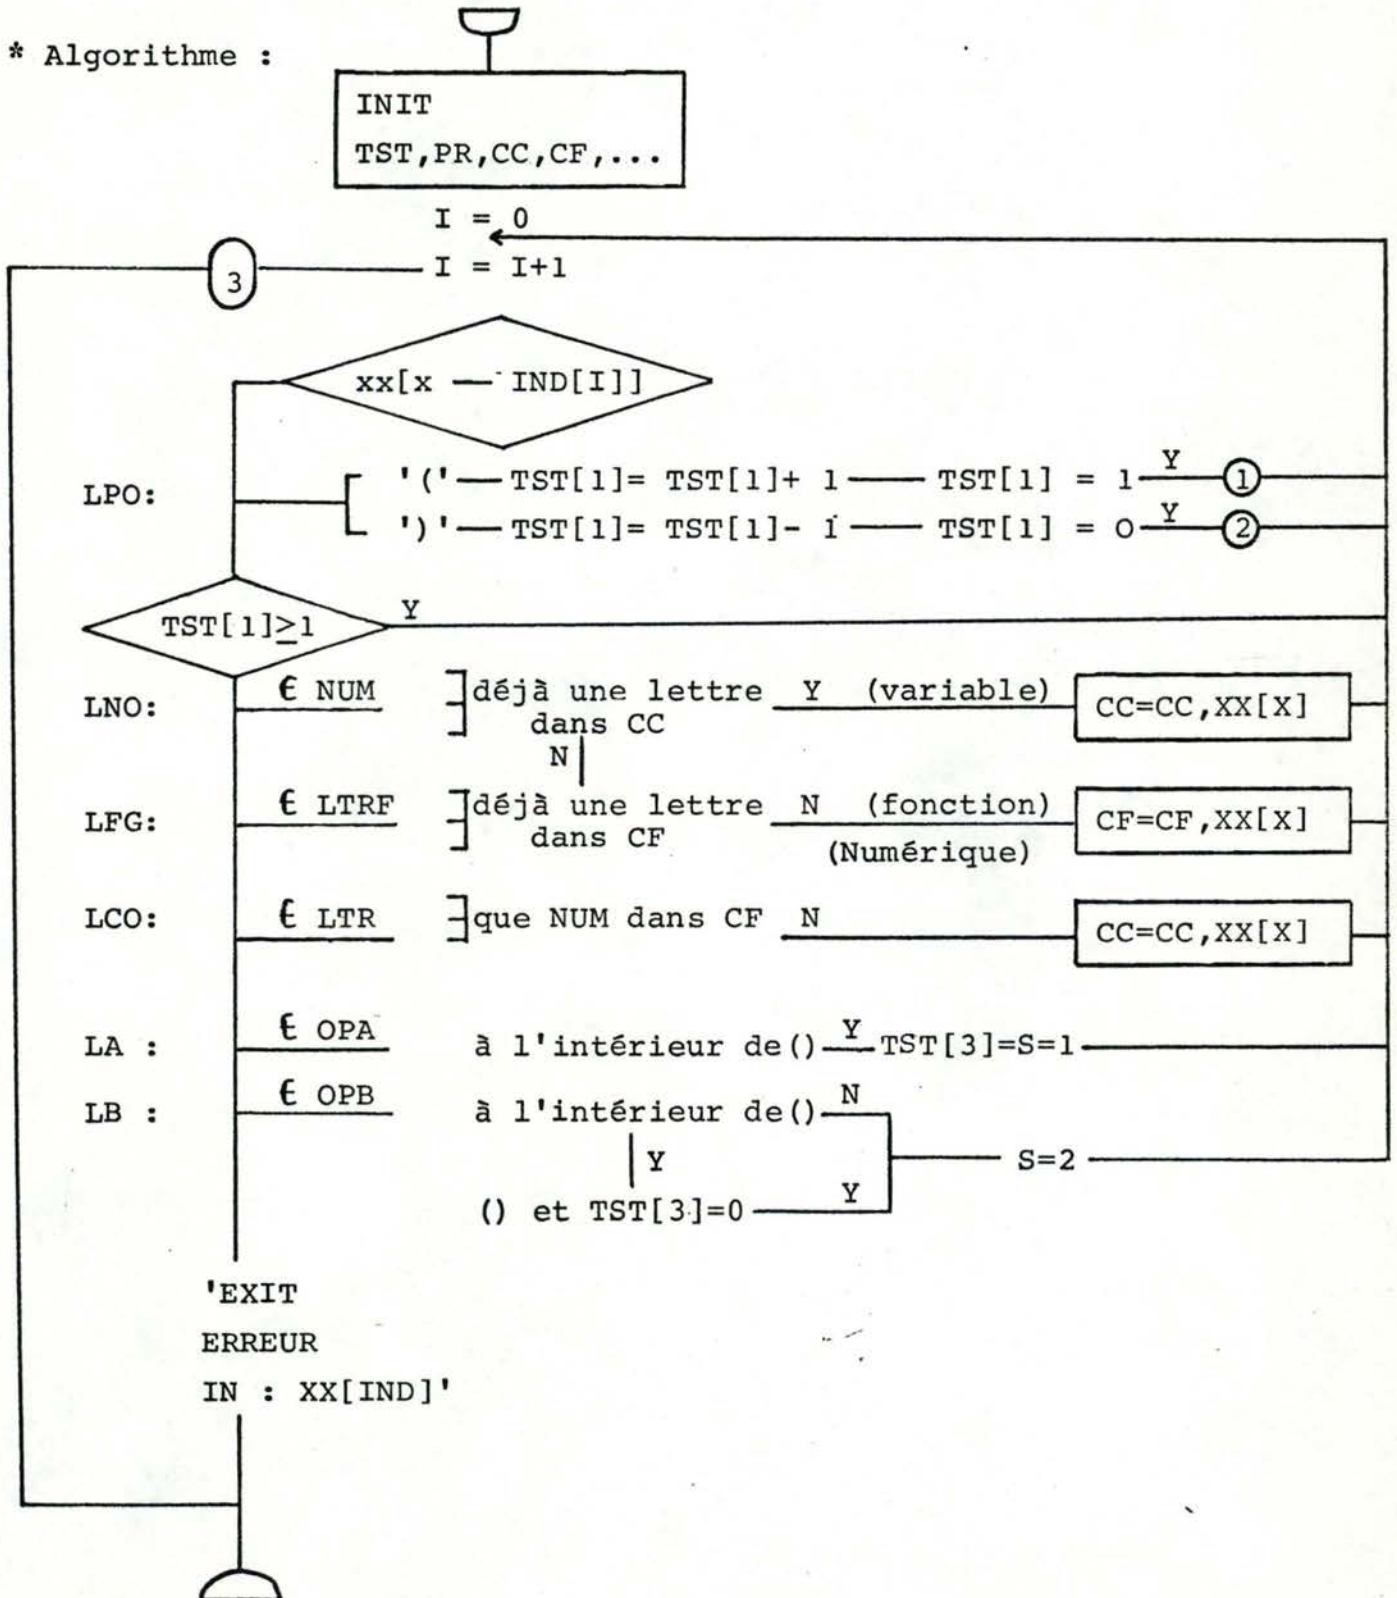 * Algorithme :
INIT
TST,PR,CC,CF,...
I = 0
3
I = I+1
xx[x — IND[I]]
LPO:
'(' — TST[1]= TST[1]+ 1 — TST[1] = 1 Y 1
')' — TST[1]= TST[1]- 1 — TST[1] = 0 Y 2
TST[1]≥1 Y
LNO: € NUM déjà une lettre Y (variable) CC=CC,XX[X]
dans CC
N
LFG: € LTRF déjà une lettre N (fonction) CF=CF,XX[X]
dans CF (Numérique)
LCO: € LTR que NUM dans CF N CC=CC,XX[X]
LA : € OPA à l'intérieur de() Y TST[3]=S=1
LB : € OPB à l'intérieur de() N
Y S=2
() et TST[3]=0 Y
'EXIT
ERREUR
IN : XX[IND]'